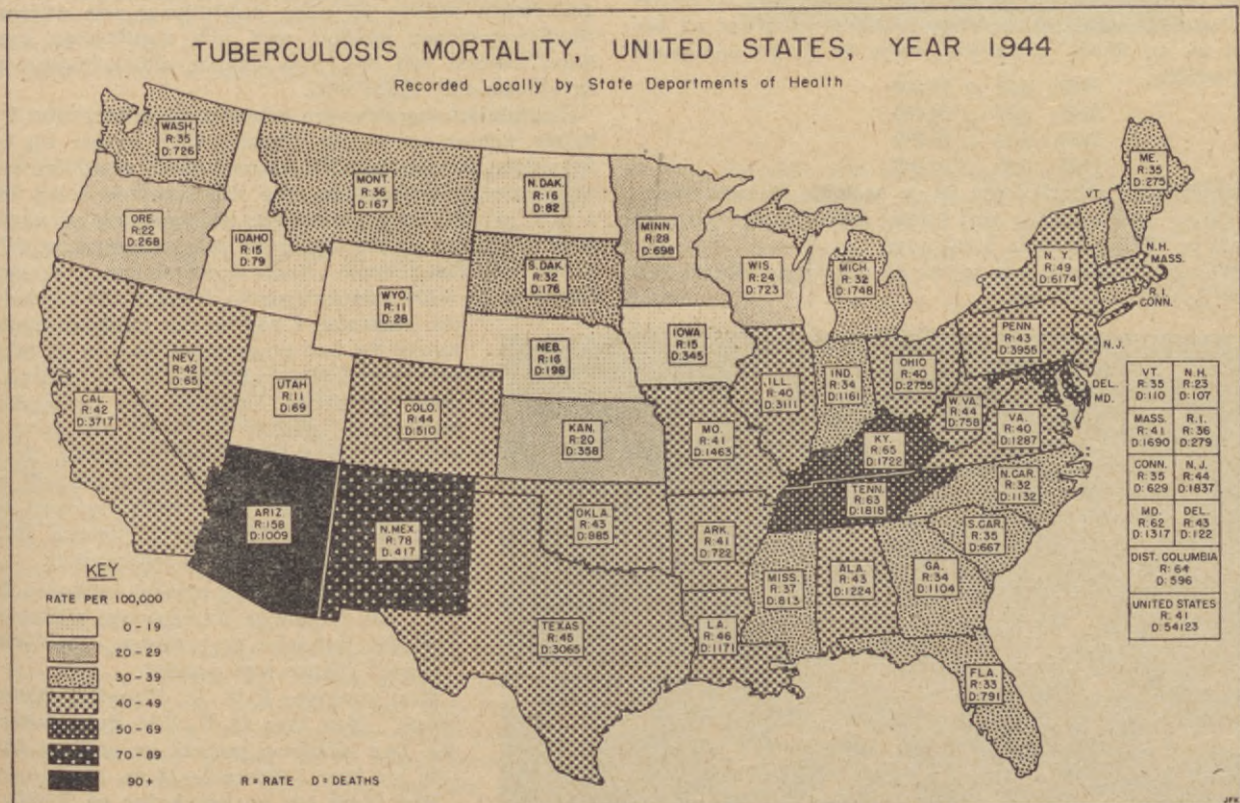 TUBERCULOSIS MORTALITY, UNITED STATES, YEAR 1944
Recorded Locally by State Departments of Health
WASH.
R:35
D:726
ORE.
R:22
D:268
IDAHO
R:15
D:79
MONT.
R:36
D:167
N.DAK.
R:16
D:82
S.DAK.
R:32
D:176
MINN.
R:28
D:698
WIS.
R:24
D:723
MICH.
R:32
D:1748
ME.
R:35
D:275
VT.
N.H.
MASS.
R.I.
CONN.
N.Y.
R:49
D:6174
PENN.
R:43
D:3955
N.J.
DEL.
MD.
WYO.
R:11
D:28
NEB.
R:16
D:198
IOWA
R:15
D:345
NEV.
R:42
D:65
UTAH
R:11
D:69
CAL.
R:42
D:3717
COLO.
R:44
D:510
KAN.
R:20
D:358
MO.
R:41
D:1463
ILL.
R:40
D:3111
IND.
R:34
D:1161
OHIO
R:40
D:2755
W.VA.
R:44
D:758
VA.
R:40
D:1287
KY.
R:65
D:1722
TENN.
R:63
D:1818
N.CAR.
R:32
D:1132
S.CAR.
R:35
D:667
ARIZ.
R:158
D:1009
N.MEX.
R:78
D:417
OKLA.
R:43
D:985
ARK.
R:41
D:722
TEXAS
R:45
D:3065
LA.
R:46
D:1171
MISS.
R:37
D:813
ALA.
R:43
D:1224
GA.
R:34
D:1104
FLA.
R:33
D:791
VT. N.H.
R:35 R:23
D:110 D:107
MASS. R.I.
R:41 R:36
D:1690 D:279
CONN. N.J.
R:35 R:44
D:629 D:1837
MD. DEL.
R:62 R:43
D:1317 D:122
DIST. COLUMBIA
R:64
D:596
UNITED STATES
R:41
D:54123
KEY
RATE PER 100,000
0-19
20-29
30-39
40-49
50-69
70-89
90+
R=RATE D=DEATHS